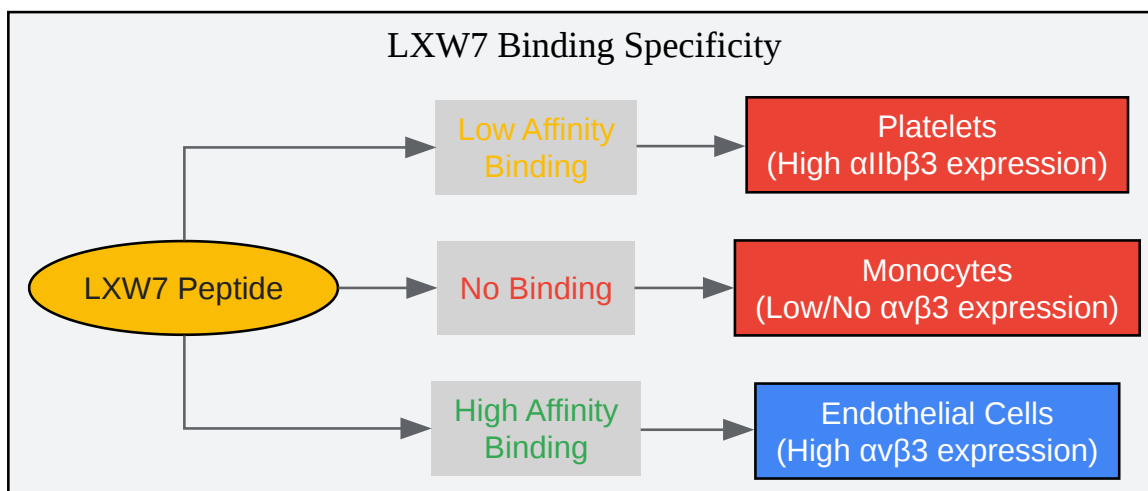 LXW7 Binding Specificity
Low Affinity
Binding
Platelets
(High αIIbβ3 expression)
LXW7 Peptide
No Binding
Monocytes
(Low/No αvβ3 expression)
High Affinity
Binding
Endothelial Cells
(High αvβ3 expression)